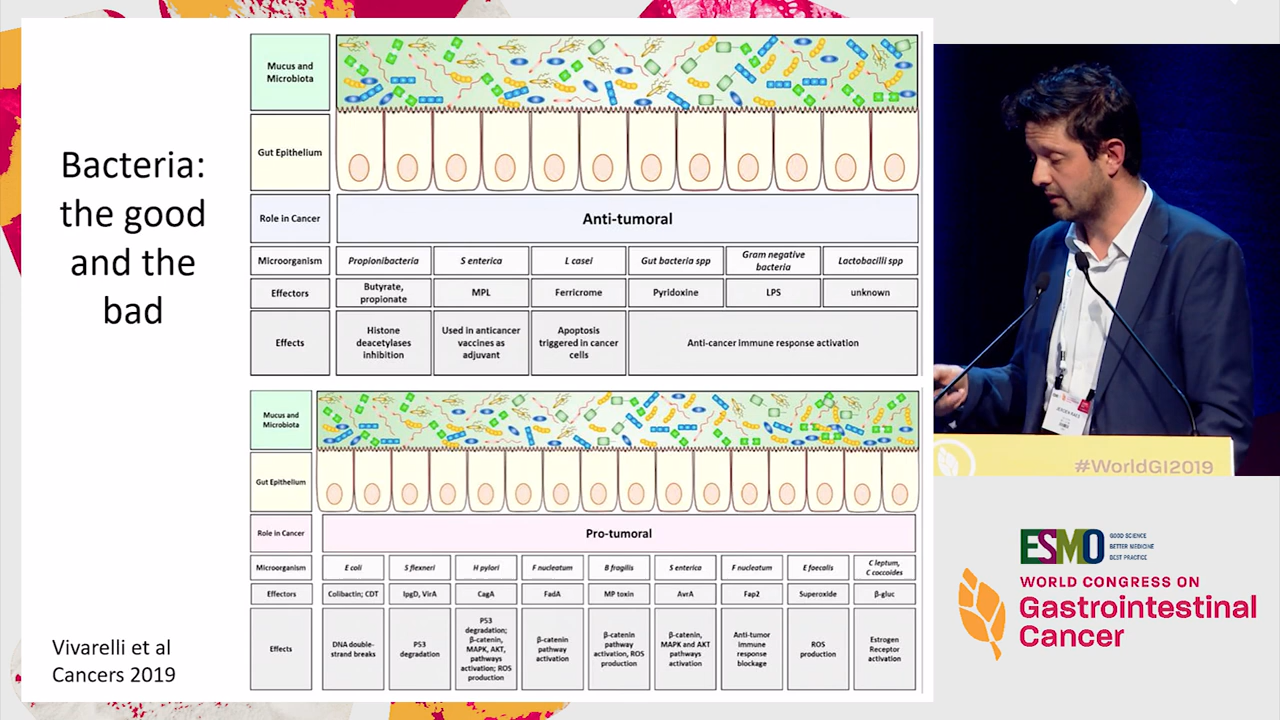 Bacteria:
the good
and the
bad
Mucus and
Microbiota
Gut Epithelium
Role in Cancer
Anti-tumoral
Microorganism
Propionibacteria
S enterica
L casei
Gut bacteria spp
Gram negative
bacteria
Lactobacilli spp
Effectors
Butyrate,
propionate
MPL
Ferricrome
Pyridoxine
LPS
unknown
Effects
Histone
deacetylases
inhibition
Used in anticancer
vaccines as
adjuvant
Apoptosis
triggered in cancer
cells
Anti-cancer immune response activation
Mucus and
Microbiota
Gut Epithelium
Role in Cancer
Pro-tumoral
Microorganism
E coli
S flexneri
H pylori
F nucleatum
B fragilis
S enterica
F nucleatum
E faecalis
C leptum,
C coccoides
Effectors
Colibactin; CDT
IpgD, VirA
CagA
FadA
MP toxin
AvrA
Fap2
Superoxide
β-gluc
Effects
DNA double-
strand breaks
P53
degradation
P53
degradation;
β-catenin,
MAPK, AKT,
pathways
activation; ROS
production
β-catenin
pathway
activation
β-catenin
pathway
activation, ROS
production
β-catenin,
MAPK and AKT
pathways
activation
Anti-tumor
immune
response
blockage
ROS
production
Estrogen
Receptor
activation
Vivarelli et al
Cancers 2019
#WorldGI2019
ESMO
GOOD SCIENCE
BETTER MEDICINE
BEST PRACTICE
WORLD CONGRESS ON
Gastrointestinal
Cancer